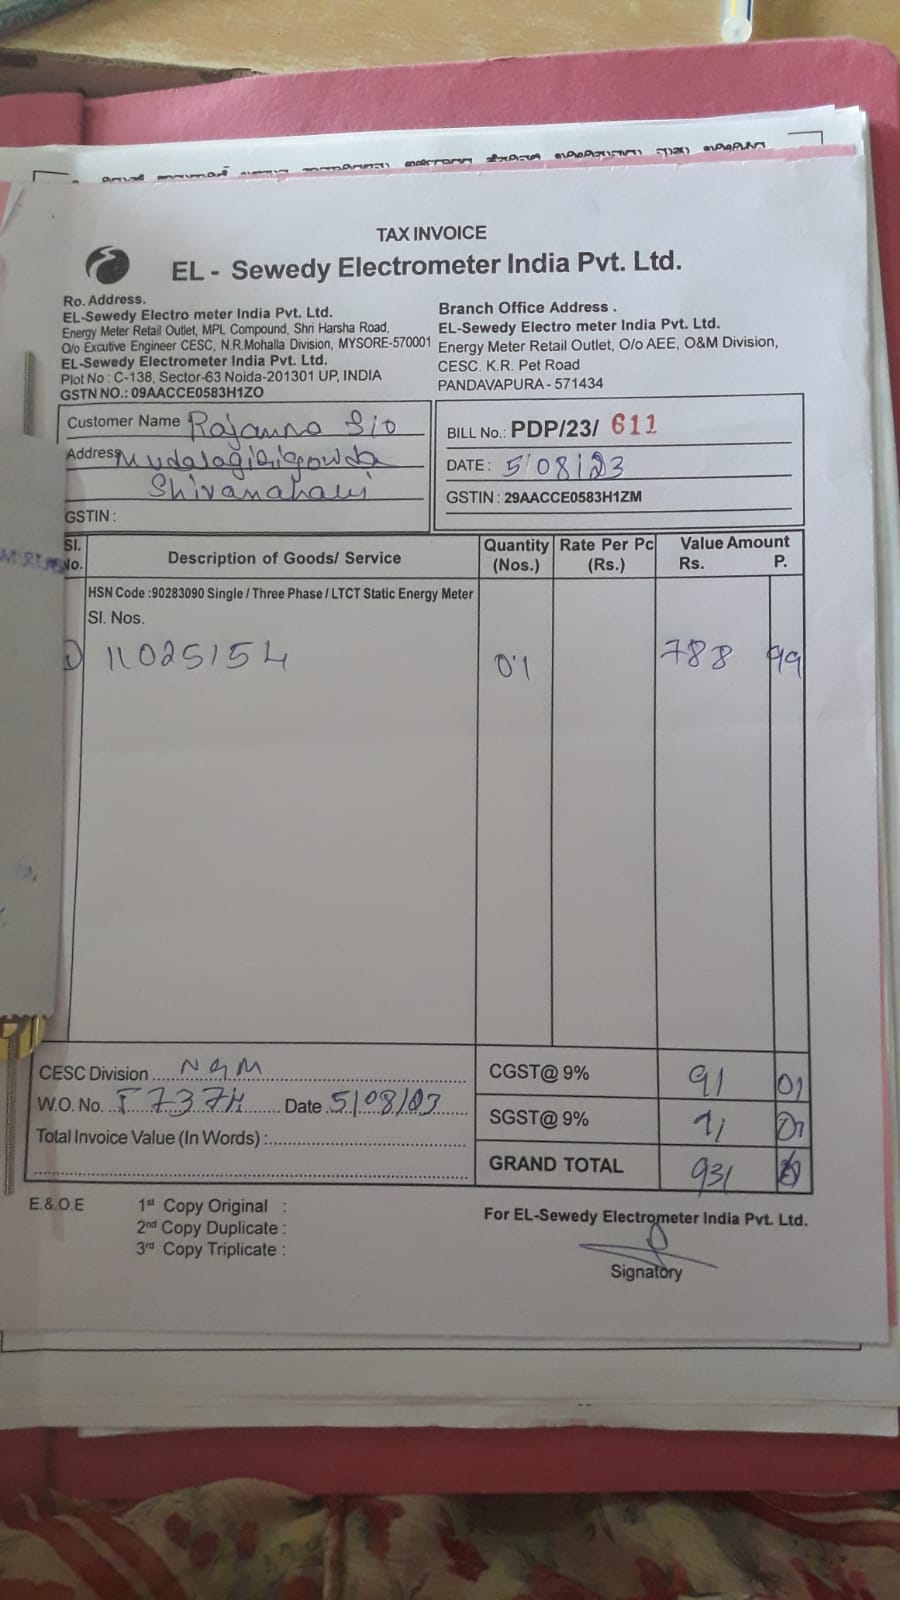 TAX INVOICE
EL - Sewedy Electrometer India Pvt. Ltd.
Ro. Address.
EL-Sewedy Electro meter India Pvt. Ltd.
Energy Meter Retail Outlet, MPL Compound, Shri Harsha Road,
O/o Excutive Engineer CESC, N.R.Mohalla Division, MYSORE-570001
EL-Sewedy Electrometer India Pvt. Ltd.
Plot No : C-138, Sector-63 Noida-201301 UP, INDIA
GSTN NO.: 09AACCE0583H1ZO
Branch Office Address .
EL-Sewedy Electro meter India Pvt. Ltd.
Energy Meter Retail Outlet, O/o AEE, O&M Division,
CESC. K.R. Pet Road
PANDAVAPURA - 571434
Customer Name Rajanna S/o
Address
GSTIN :
BILL No.: PDP/23/ 611
DATE : 5/08/23
GSTIN : 29AACCE0583H1ZM
Sl. No. Description of Goods/ Service Quantity (Nos.) Rate Per Pc (Rs.) Value Amount Rs. P.
HSN Code :90283090 Single / Three Phase / LTCT Static Energy Meter
Sl. Nos.
1) 11025154 01 788 99
CESC Division .... NGM
W.O. No. Date 5/08/23
Total Invoice Value (In Words) :
CGST@ 9% 91 01
SGST@ 9% 71 01
GRAND TOTAL 931
E.&.O.E
1st Copy Original :
2nd Copy Duplicate :
3rd Copy Triplicate :
For EL-Sewedy Electrometer India Pvt. Ltd.
Signatory